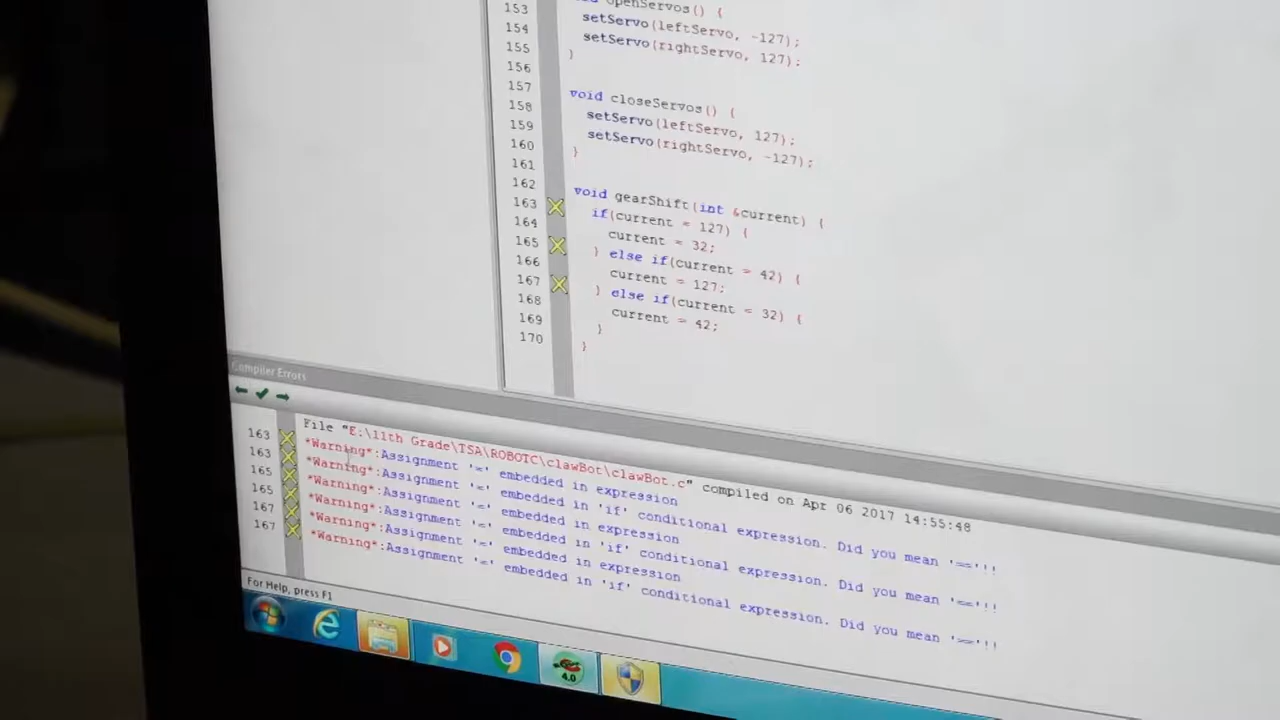 openServos() {
153 setServo(leftServo, -127);
154 setServo(rightServo, 127);
155 }
156
157 void closeServos() {
158 setServo(leftServo, 127);
159 setServo(rightServo, -127);
160 }
161
162 void gearShift(int &current) {
163 if(current = 127) {
164 current = 32;
165 } else if(current = 42) {
166 current = 127;
167 } else if(current = 32) {
168 current = 42;
169 }
170 }
Compiler Errors
File "E:\11th Grade\TSA\ROBOTC\clawBot\clawBot.c" compiled on Apr 06 2017 14:55:48
163 *Warning*:Assignment '=' embedded in expression
163 *Warning*:Assignment '=' embedded in 'if' conditional expression. Did you mean '=='!!
165 *Warning*:Assignment '=' embedded in expression
165 *Warning*:Assignment '=' embedded in 'if' conditional expression. Did you mean '=='!!
167 *Warning*:Assignment '=' embedded in expression
167 *Warning*:Assignment '=' embedded in 'if' conditional expression. Did you mean '=='!!
For Help, press F1
4.0